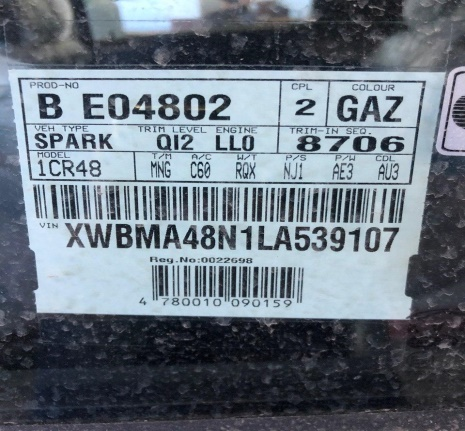 PROD-NO CPL COLOUR
B E04802 2 GAZ
VEH TYPE TRIM LEVEL ENGINE TRIM-IN SEQ.
SPARK QI2 LL0 8706
MODEL T/M A/C W/T P/S P/W CDL
1CR48 MNG C60 RQX NJ1 AE3 AU3
VIN XWBMA48N1LA539107
Reg.No:0022698
4 780010 090159